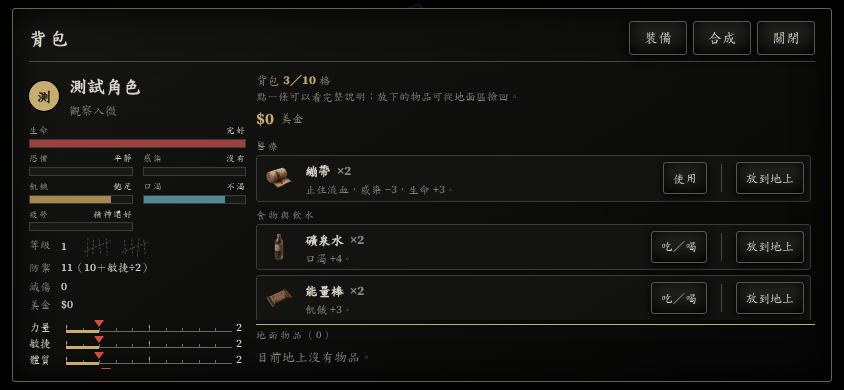 背包
裝備
合成
關閉
測
測試角色
觀察入微
生命 完好
恐懼 平靜
感染 沒有
飢餓 飽足
口渴 不渴
疲勞 精神還好
等級 1
防禦 11（10＋敏捷÷2）
減傷 0
美金 $0
力量 2
敏捷 2
體質 2
背包 3／10 格
點一條可以看完整說明；放下的物品可從地面區撿回。
$0 美金
醫療
繃帶 ×2
止住流血，感染 −3，生命 +3。
使用
放到地上
食物與飲水
礦泉水 ×2
口渴 +4。
吃／喝
放到地上
能量棒 ×2
飢餓 +3。
吃／喝
放到地上
地面物品（0）
目前地上沒有物品。